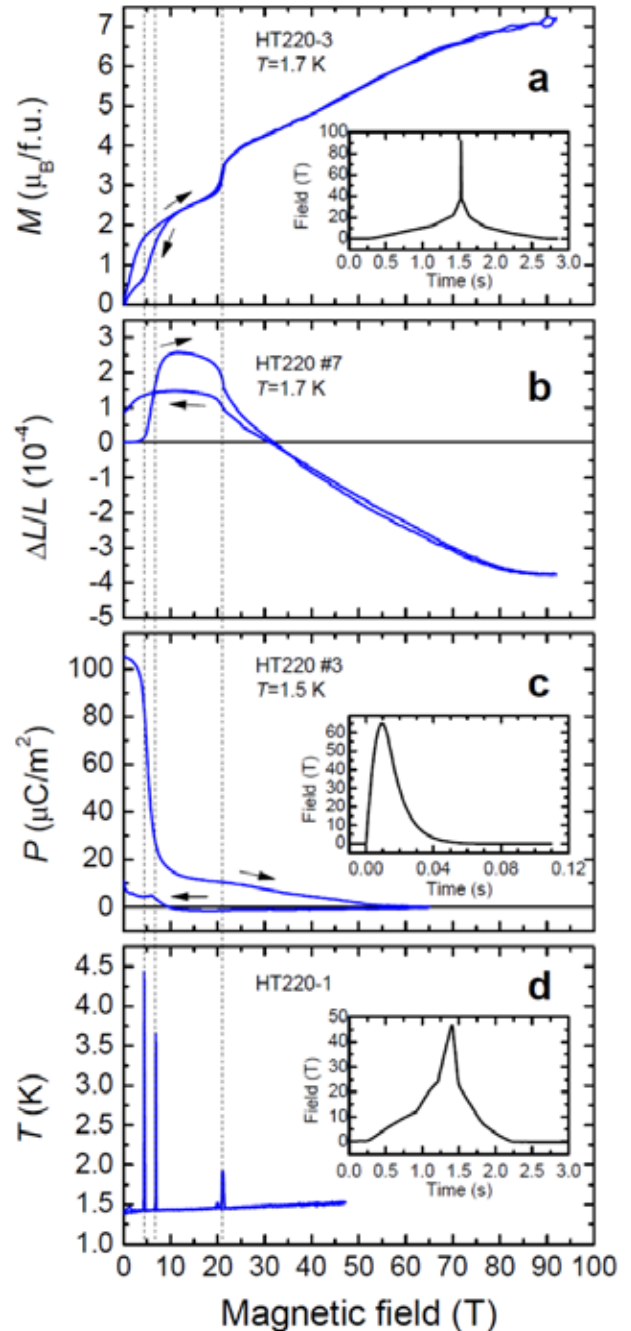 7
6
5
4
3
2
1
0
M (μB/f.u.)
HT220-3
T=1.7 K
a
100
80
60
40
20
0
Field (T)
0.0 0.5 1.0 1.5 2.0 2.5 3.0
Time (s)
3
2
1
0
-1
-2
-3
-4
-5
ΔL/L (10⁻⁴)
HT220 #7
T=1.7 K
b
100
80
60
40
20
0
P (μC/m²)
HT220 #3
T=1.5 K
c
60
50
40
30
20
10
0
Field (T)
0.00 0.04 0.08 0.12
Time (s)
4.5
4.0
3.5
3.0
2.5
2.0
1.5
1.0
T (K)
HT220-1
d
50
40
30
20
10
0
Field (T)
0.0 0.5 1.0 1.5 2.0 2.5 3.0
Time (s)
0 10 20 30 40 50 60 70 80 90 100
Magnetic field (T)